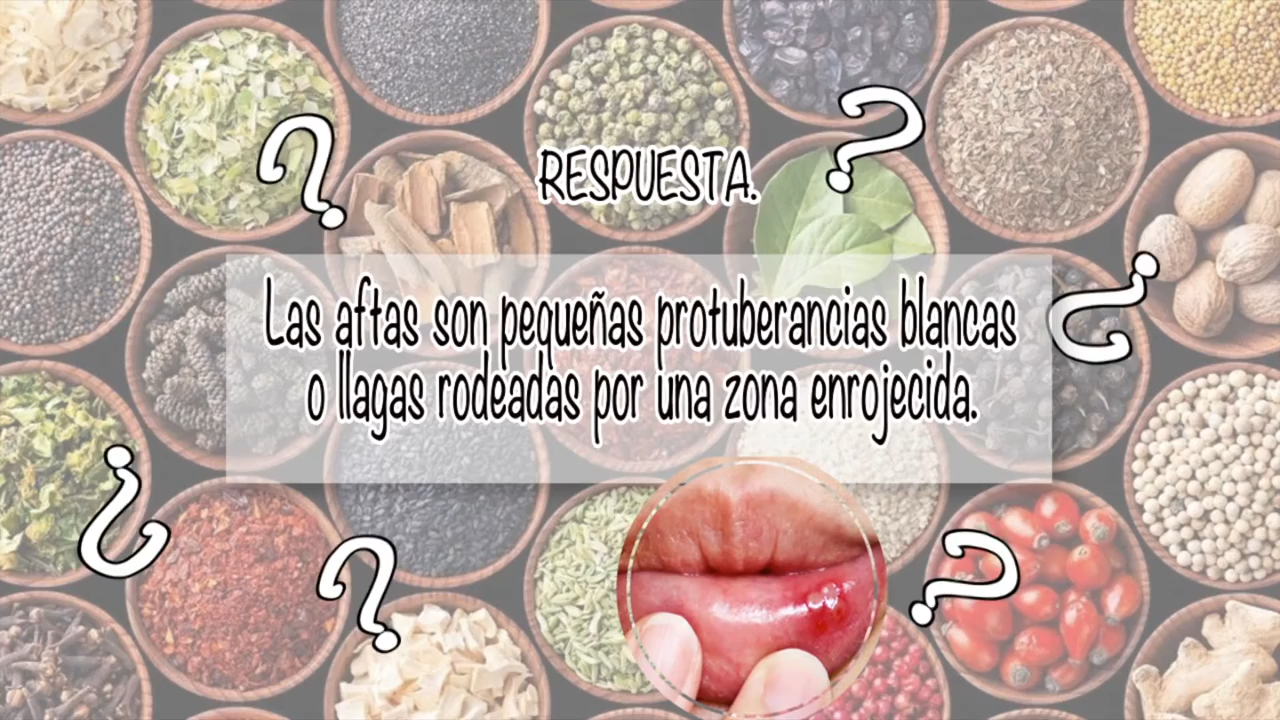 RESPUESTA.
Las aftas son pequeñas protuberancias blancas
o llagas rodeadas por una zona enrojecida.